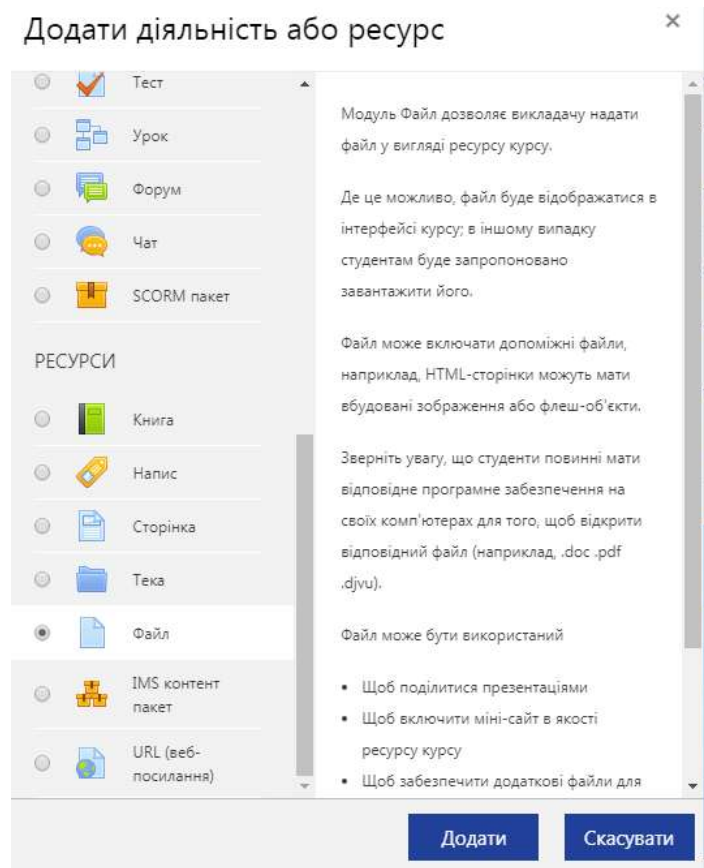 Додати діяльність або ресурс
×
Тест
Урок
Форум
Чат
SCORM пакет
РЕСУРСИ
Книга
Напис
Сторінка
Тека
Файл
IMS контент
пакет
URL (веб-
посилання)
Модуль Файл дозволяє викладачу надати
файл у вигляді ресурсу курсу.
Де це можливо, файл буде відображатися в
інтерфейсі курсу; в іншому випадку
студентам буде запропоновано
завантажити його.
Файл може включати допоміжні файли,
наприклад, HTML-сторінки можуть мати
вбудовані зображення або флеш-об'єкти.
Зверніть увагу, що студенти повинні мати
відповідне програмне забезпечення на
своїх комп'ютерах для того, щоб відкрити
відповідний файл (наприклад, .doc .pdf
.djvu).
Файл може бути використаний
• Щоб поділитися презентаціями
• Щоб включити міні-сайт в якості
ресурсу курсу
• Щоб забезпечити додаткові файли для
Додати
Скасувати